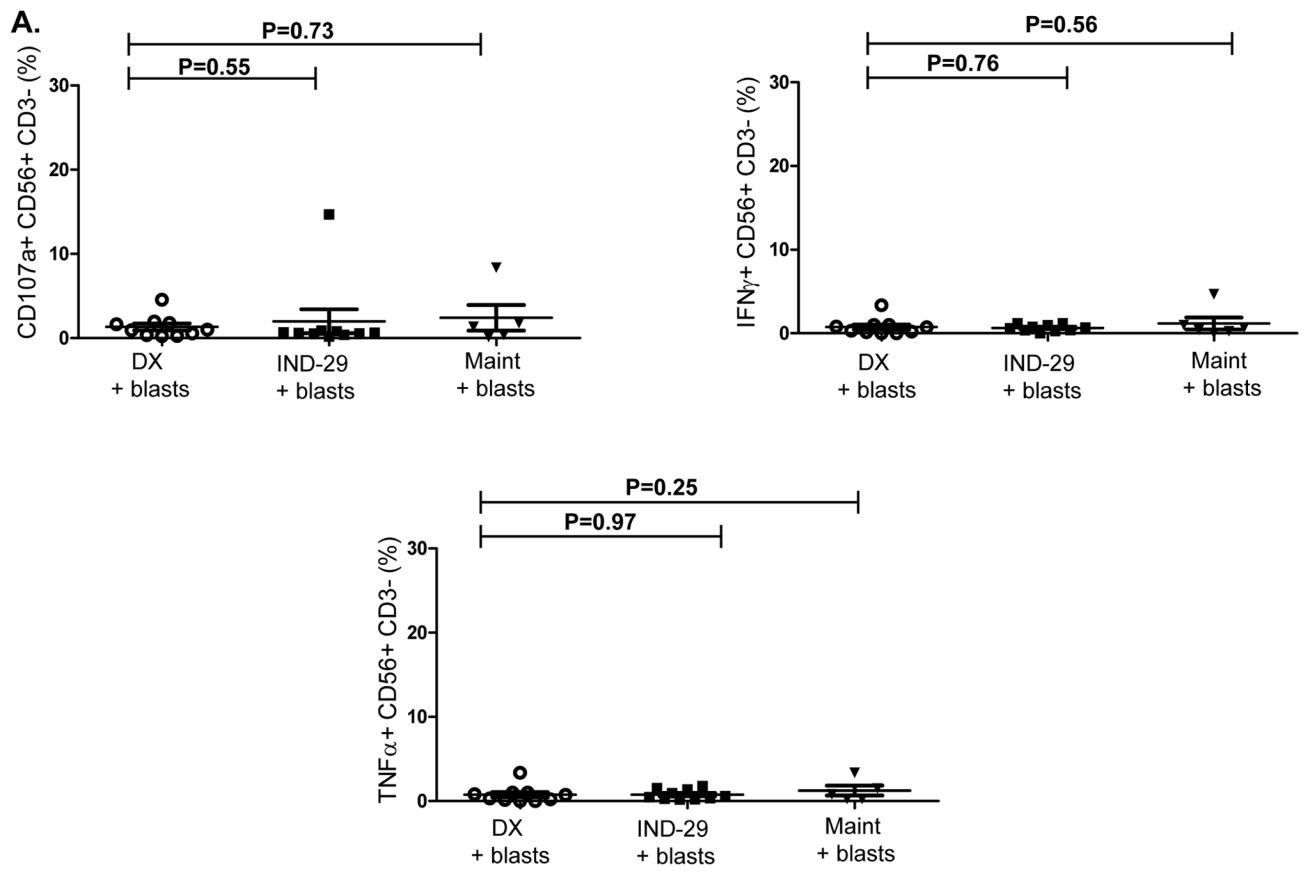 A.
P=0.73
P=0.55
CD107a+ CD56+ CD3- (%)
30
20
10
0
DX
+ blasts
IND-29
+ blasts
Maint
+ blasts
P=0.56
P=0.76
IFNγ+ CD56+ CD3- (%)
30
20
10
0
DX
+ blasts
IND-29
+ blasts
Maint
+ blasts
P=0.25
P=0.97
TNFα+ CD56+ CD3- (%)
30
20
10
0
DX
+ blasts
IND-29
+ blasts
Maint
+ blasts